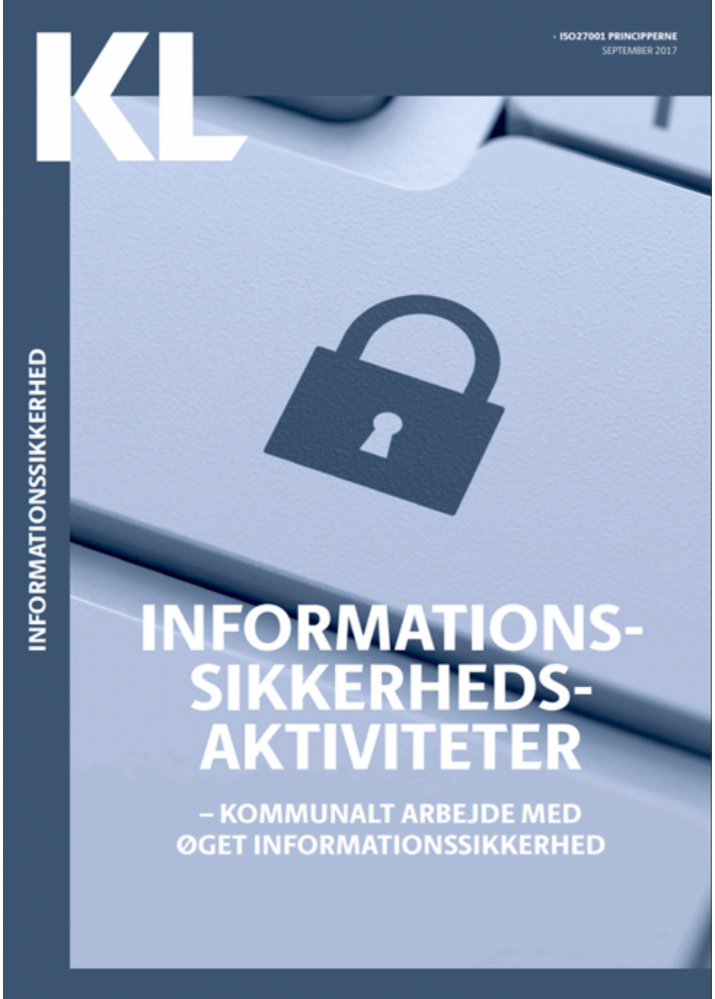 KL
› ISO27001 PRINCIPPERNE
SEPTEMBER 2017
INFORMATIONSSIKKERHED
INFORMATIONS-
SIKKERHEDS-
AKTIVITETER
– KOMMUNALT ARBEJDE MED
ØGET INFORMATIONSSIKKERHED